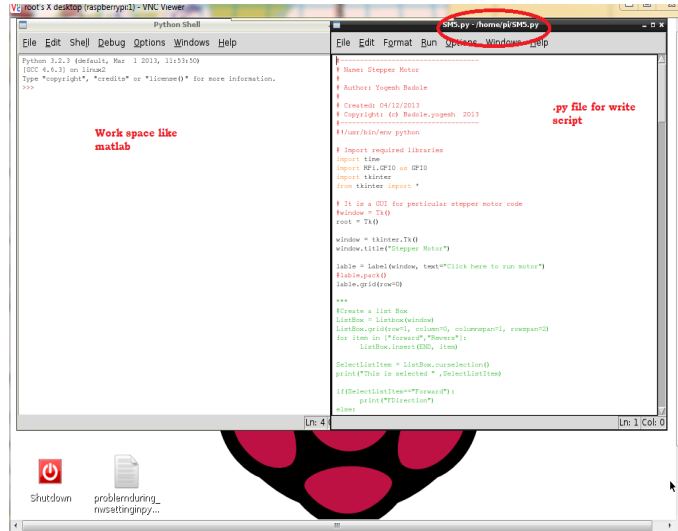 root's X desktop (raspberrypi:1) - VNC Viewer
Python Shell
File Edit Shell Debug Options Windows Help
Python 3.2.3 (default, Mar 1 2013, 11:53:50)
[GCC 4.6.3] on linux2
Type "copyright", "credits" or "license()" for more information.
>>>
Work space like
matlab
Ln: 4
SM5.py - /home/pi/SM5.py
File Edit Format Run Options Windows Help
#----------------------------------
# Name: Stepper Motor
#
# Author: Yogesh Badole
#
# Created: 04/12/2013
# Copyright: (c) Badole.yogesh 2013
#----------------------------------
#!/usr/bin/env python
# Import required libraries
import time
import RPi.GPIO as GPIO
import tkinter
from tkinter import *
# It is a GUI for perticular stepper motor code
#window = Tk()
root = Tk()
window = tkinter.Tk()
window.title("Stepper Motor")
lable = Label(window, text="Click here to run motor")
#lable.pack()
lable.grid(row=0)
"""
#Create a list Box
ListBox = Listbox(window)
ListBox.grid(row=1, column=0, columnspan=1, rowspan=2)
for item in ["forward","Revers"]:
ListBox.insert(END, item)
SelectListItem = ListBox.curselection()
print("This is selected " ,SelectListItem)
if(SelectListItem=="Forward"):
print("FDirection")
else:
.py file for write
script
Ln: 1 Col: 0
Shutdown
problemduring_
nwsettinginpy...